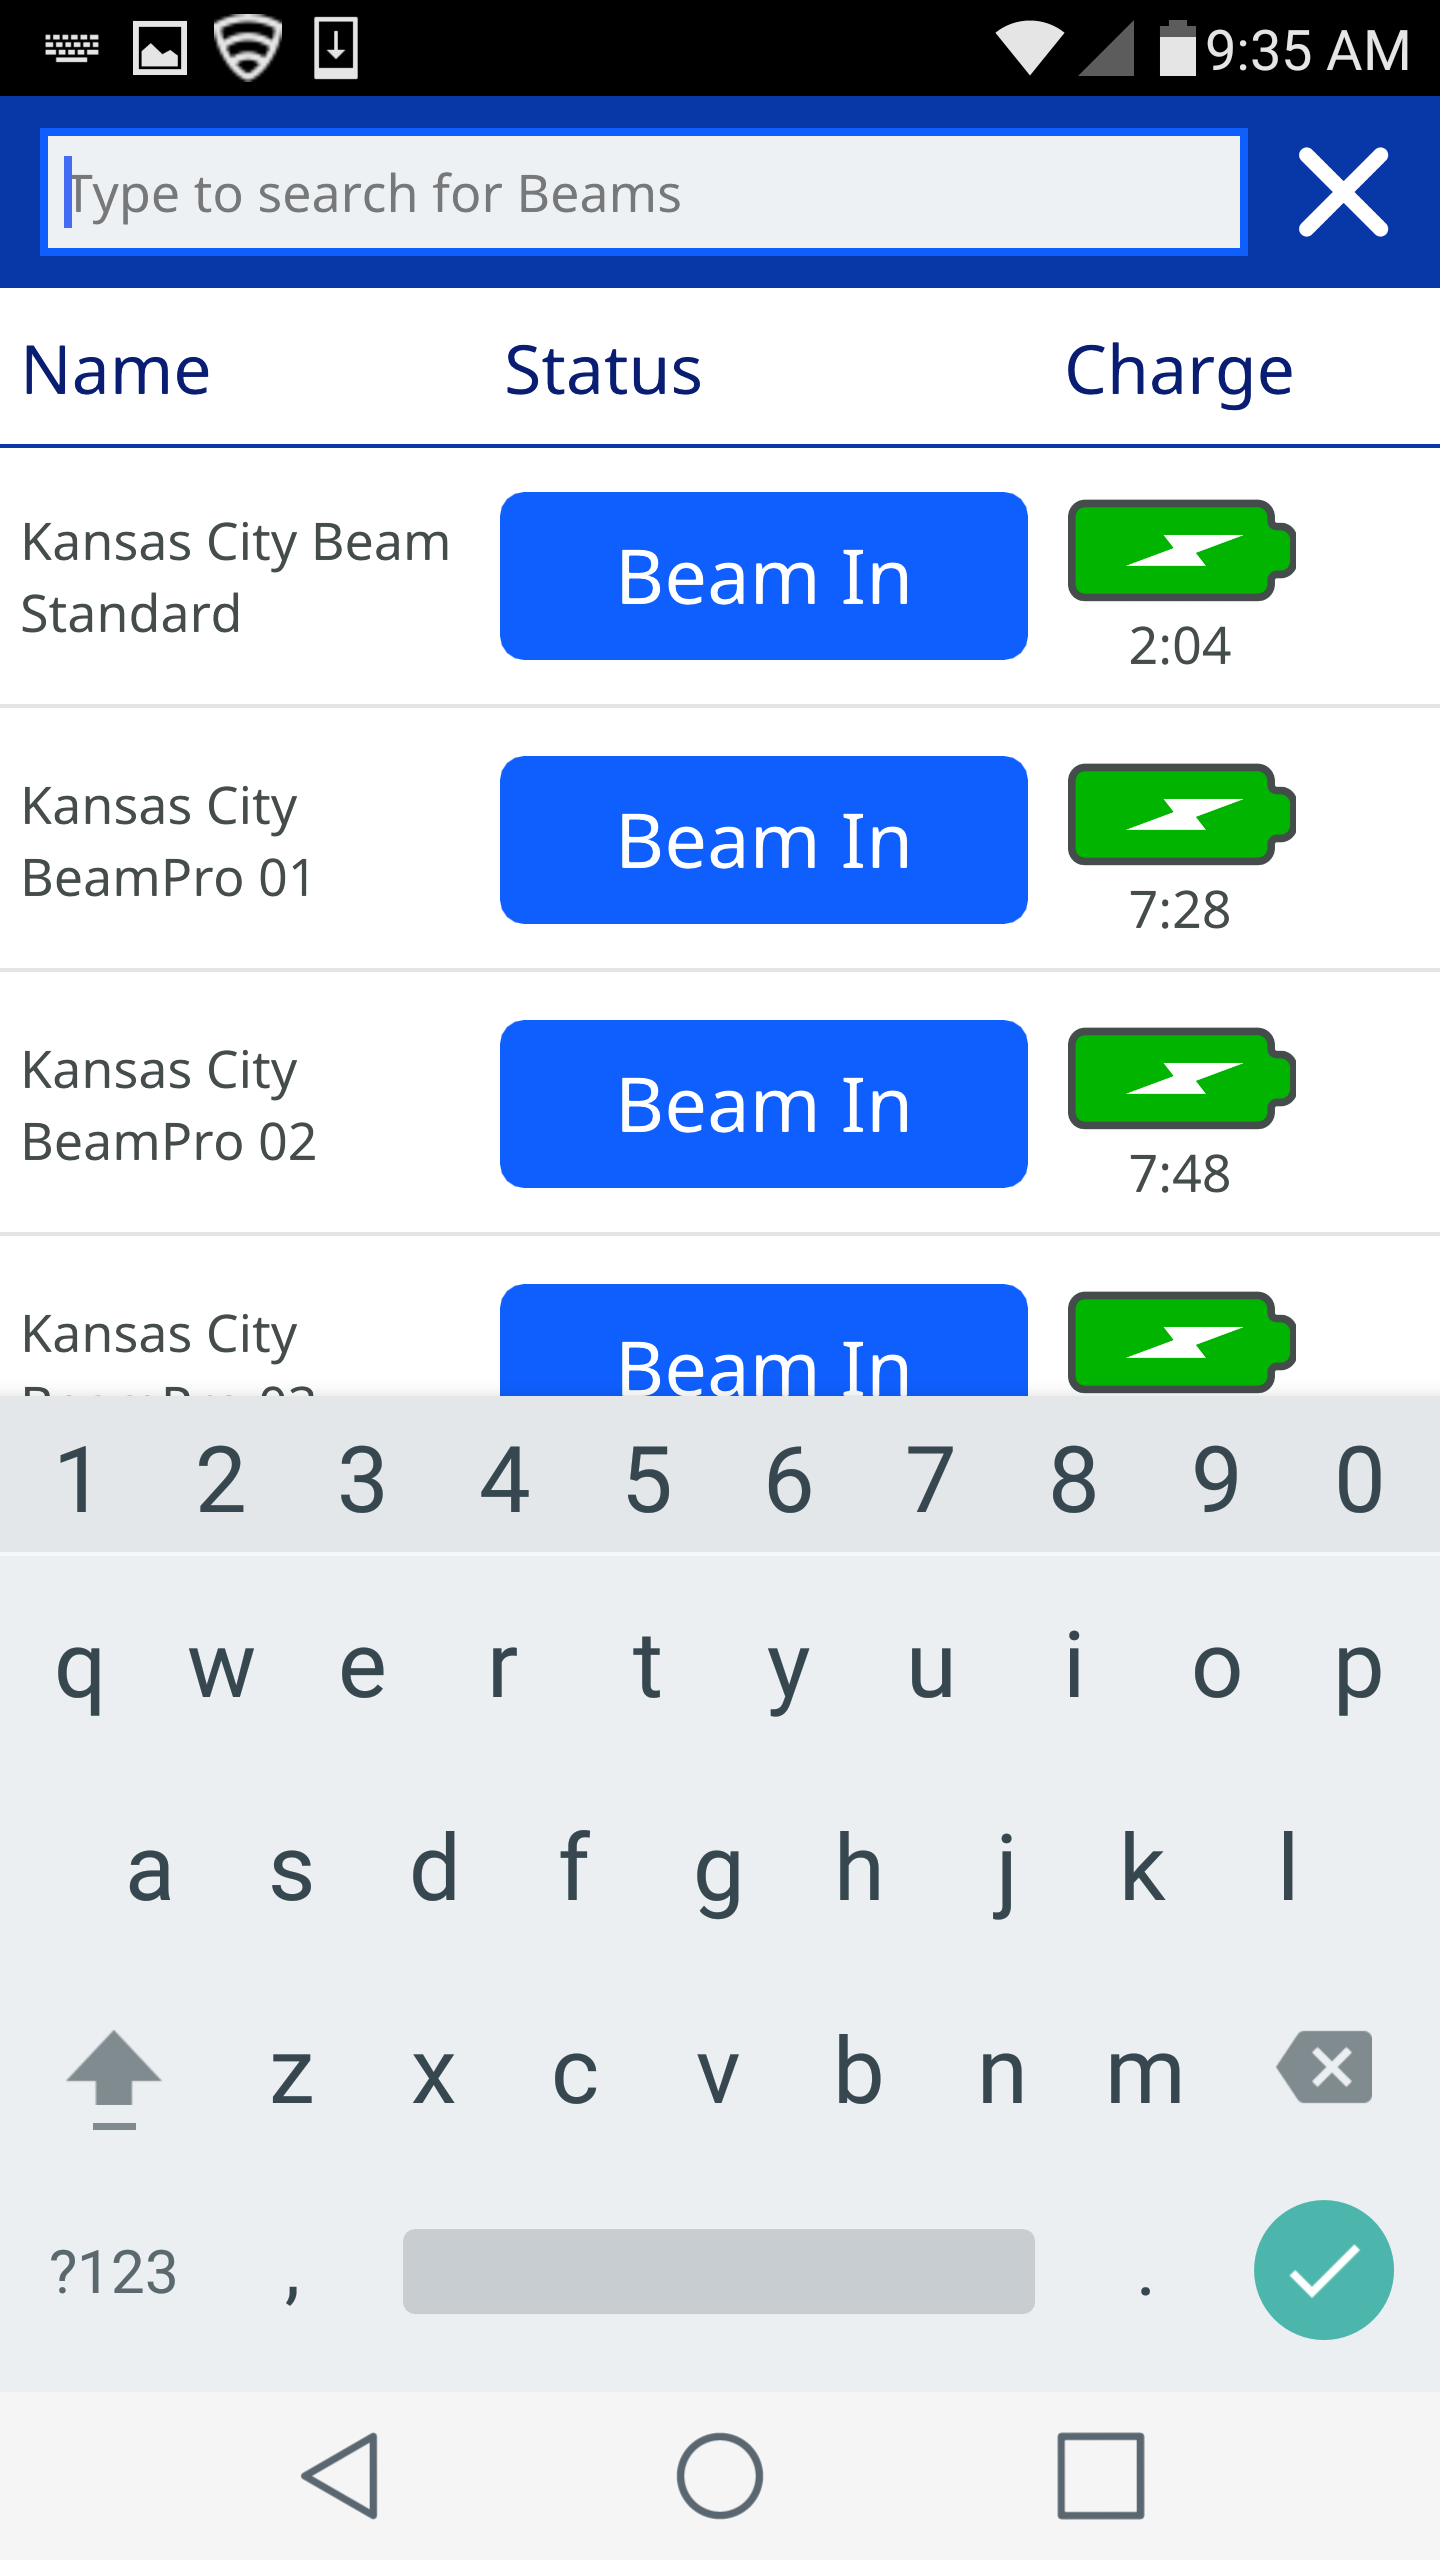 9:35 AM
Type to search for Beams
Name Status Charge
Kansas City Beam
Standard
Beam In
2:04
Kansas City
BeamPro 01
Beam In
7:28
Kansas City
BeamPro 02
Beam In
7:48
Kansas City
BeamPro 03
Beam In
1 2 3 4 5 6 7 8 9 0
q w e r t y u i o p
a s d f g h j k l
z x c v b n m
?123 , .